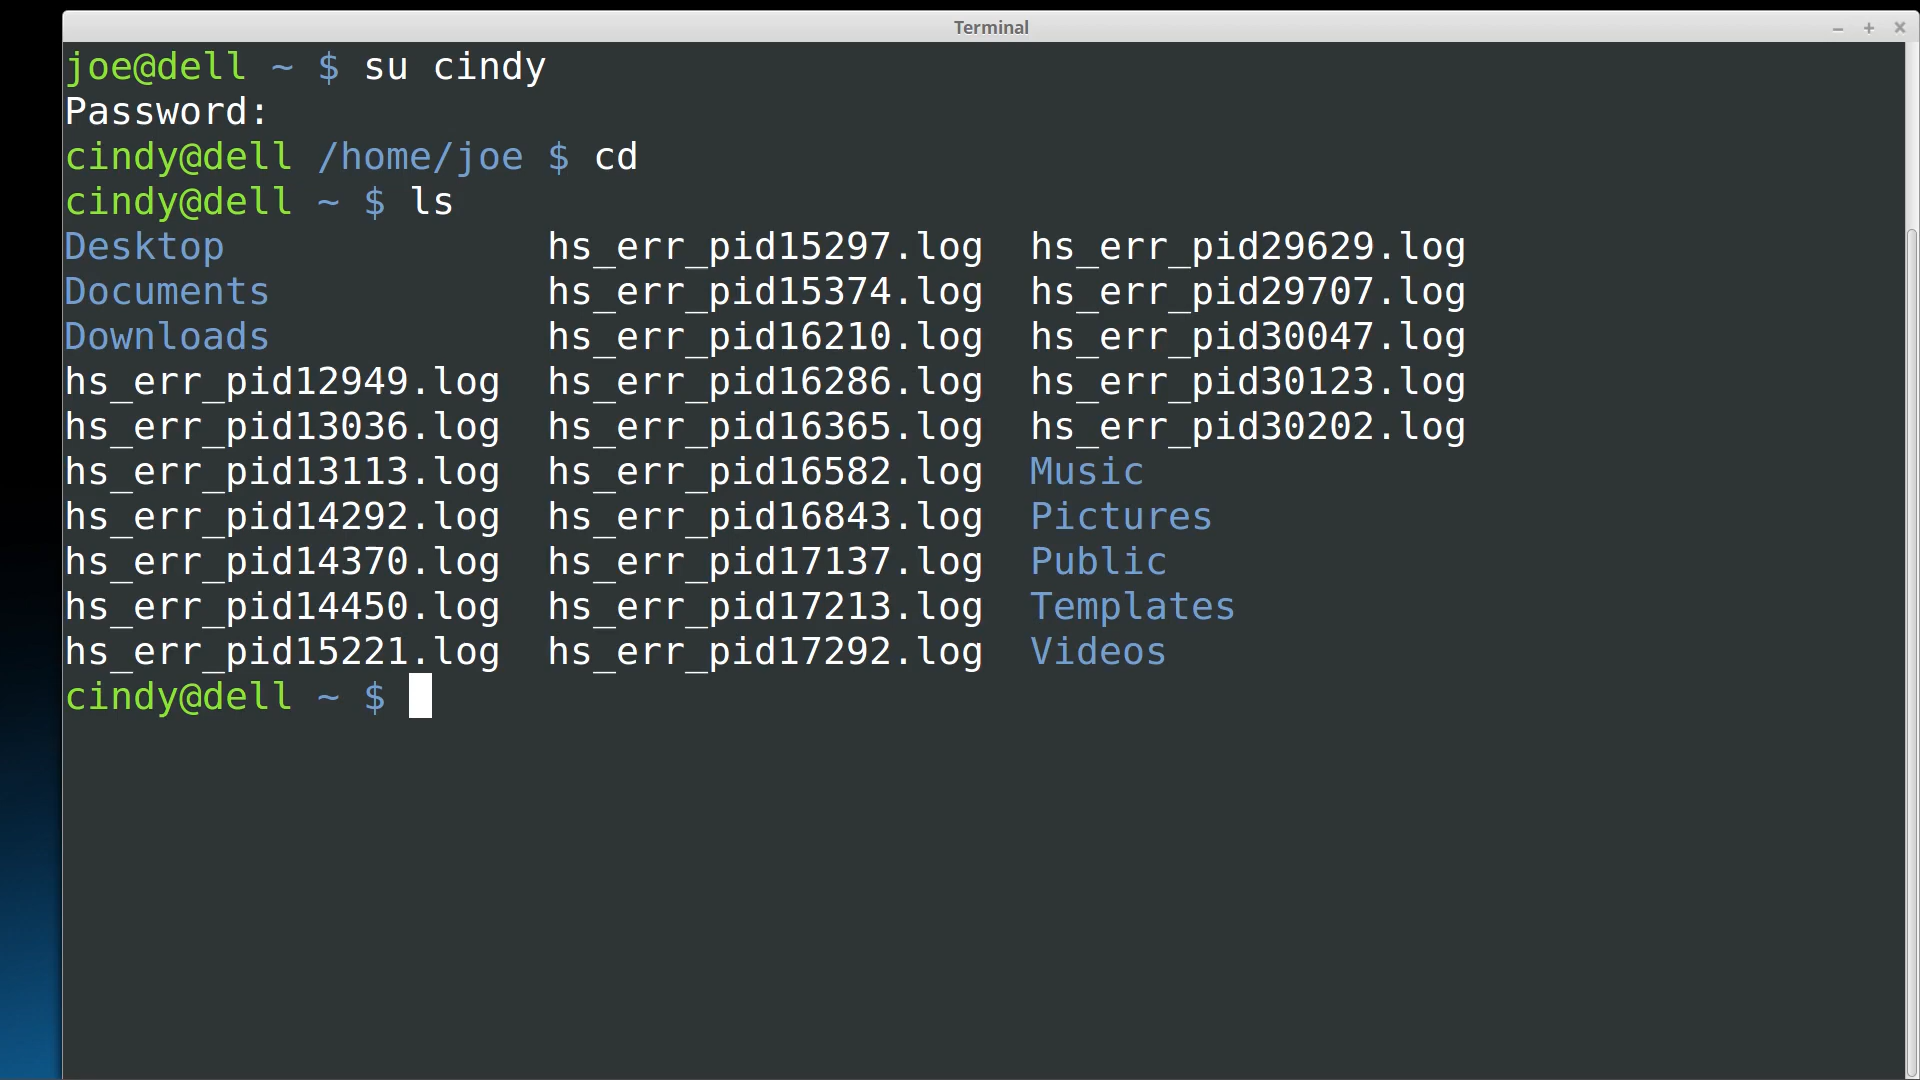 Terminal
joe@dell ~ $ su cindy
Password:
cindy@dell /home/joe $ cd
cindy@dell ~ $ ls
Desktop hs_err_pid15297.log hs_err_pid29629.log
Documents hs_err_pid15374.log hs_err_pid29707.log
Downloads hs_err_pid16210.log hs_err_pid30047.log
hs_err_pid12949.log hs_err_pid16286.log hs_err_pid30123.log
hs_err_pid13036.log hs_err_pid16365.log hs_err_pid30202.log
hs_err_pid13113.log hs_err_pid16582.log Music
hs_err_pid14292.log hs_err_pid16843.log Pictures
hs_err_pid14370.log hs_err_pid17137.log Public
hs_err_pid14450.log hs_err_pid17213.log Templates
hs_err_pid15221.log hs_err_pid17292.log Videos
cindy@dell ~ $